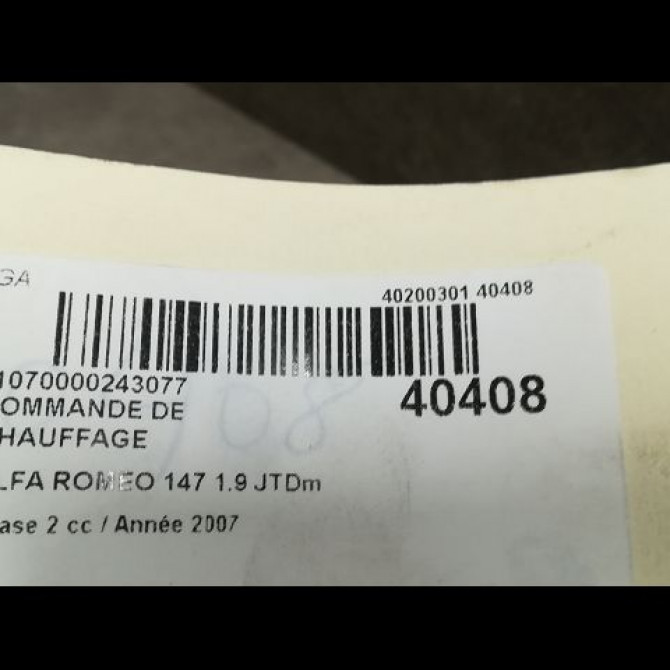 GA
40200301 40408
1070000243077
40408
OMMANDE DE
HAUFFAGE
LFA ROMEO 147 1.9 JTDm
ase 2 cc / Année 2007